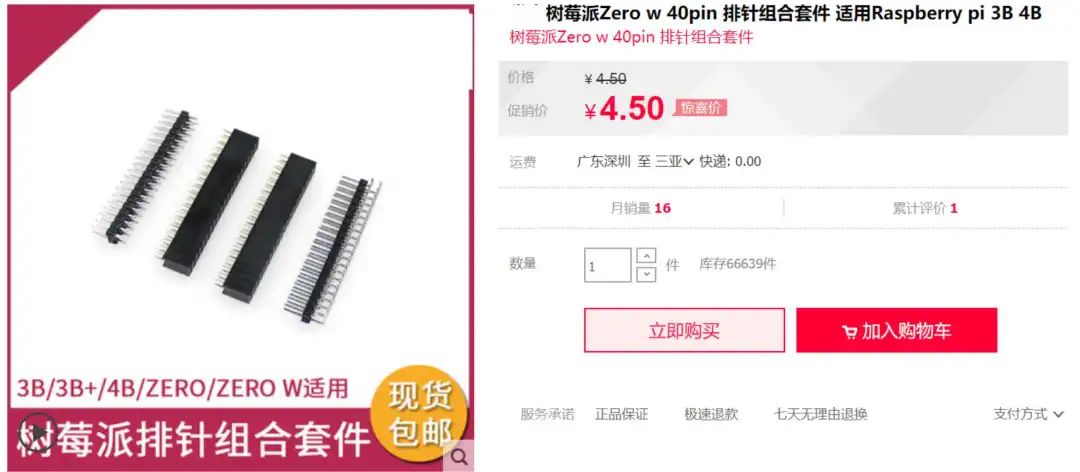 树莓派Zero w 40pin 排针组合套件 适用Raspberry pi 3B 4B
树莓派Zero w 40pin 排针组合套件
价格 ¥ 4.50
促销价 ¥ 4.50 惊喜价
运费 广东深圳 至 三亚 快递: 0.00
月销量 16 累计评价 1
数量 1 件 库存66639件
立即购买 加入购物车
服务承诺 正品保证 极速退款 七天无理由退换 支付方式
3B/3B+/4B/ZERO/ZERO W适用
现货
包邮
树莓派排针组合套件